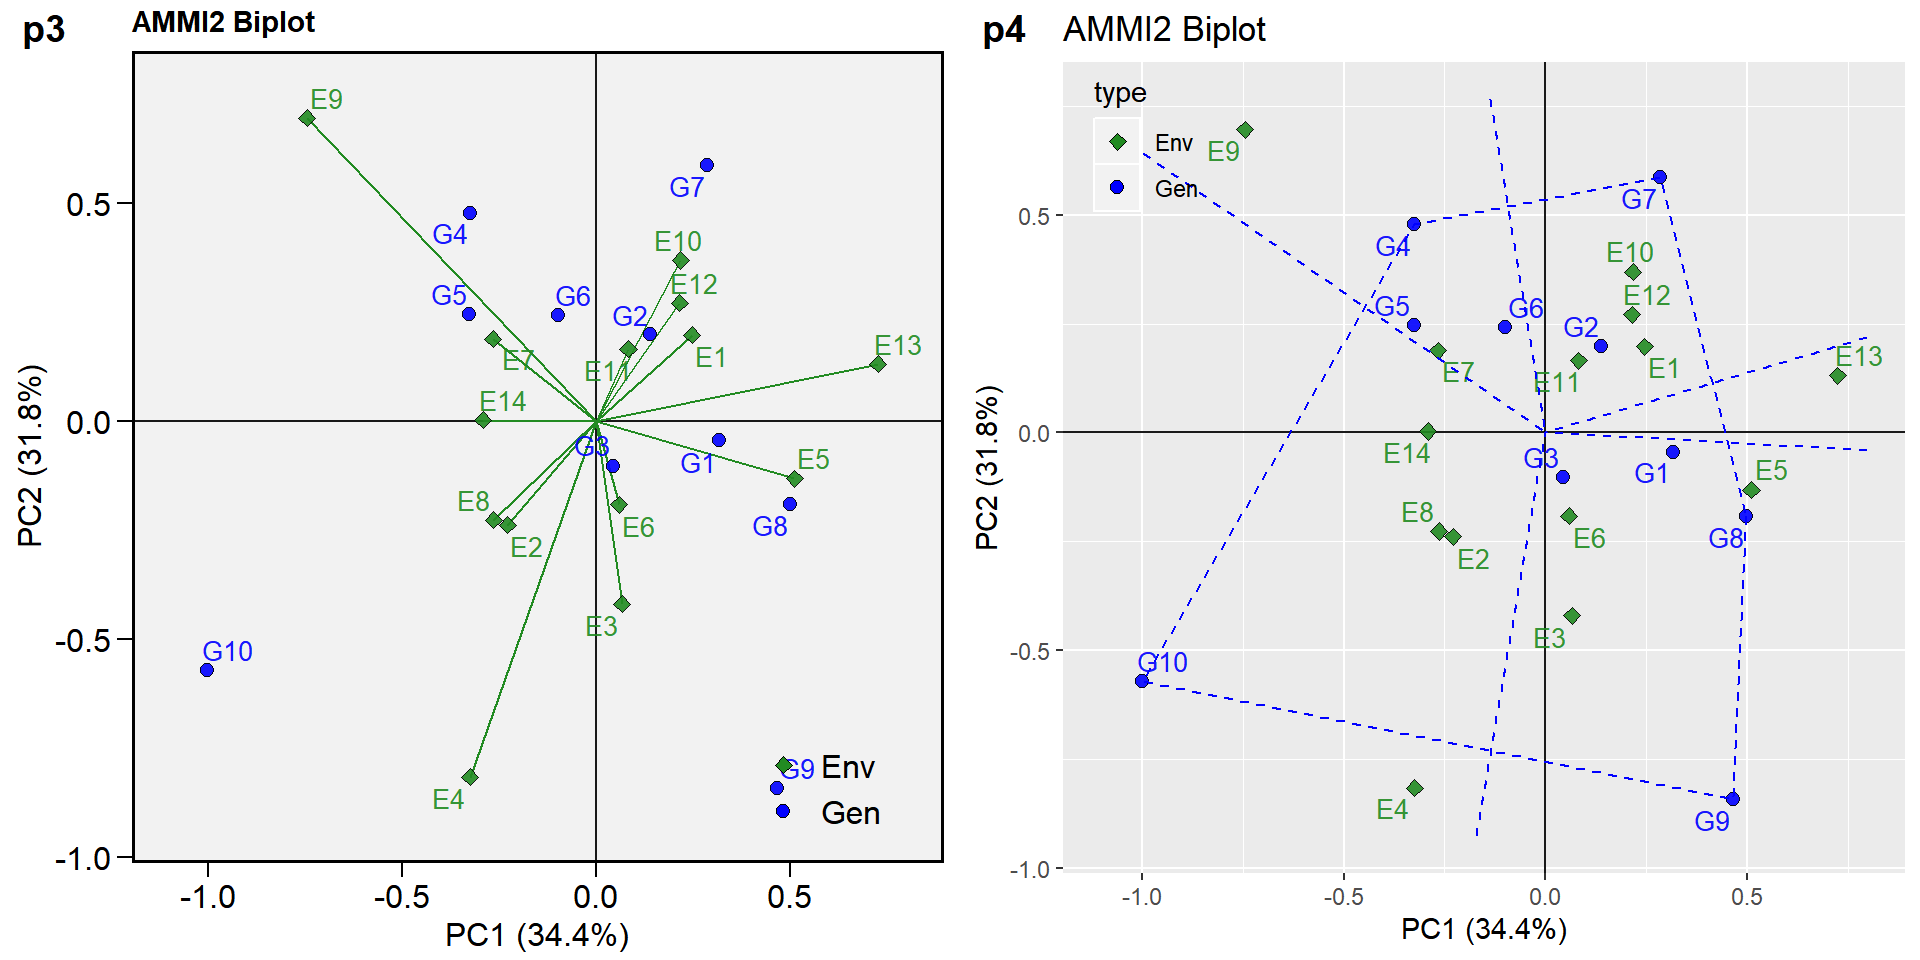 p3
AMMI2 Biplot
E9
G7
G4
E10
E12
G5
G6
G2
E7
E11
E1
E13
E14
G3
G1
E5
E8
E2
E6
G8
E3
G10
E4
G9
Env
Gen
0.5
0.0
-0.5
-1.0
PC2 (31.8%)
-1.0
-0.5
0.0
0.5
PC1 (34.4%)
p4
AMMI2 Biplot
type
Env
Gen
E9
G7
G4
E10
E12
G5
G6
G2
E7
E11
E1
E13
E14
G3
G1
E5
E8
E2
E6
G8
E3
G10
E4
G9
0.5
0.0
-0.5
-1.0
PC2 (31.8%)
-1.0
-0.5
0.0
0.5
PC1 (34.4%)